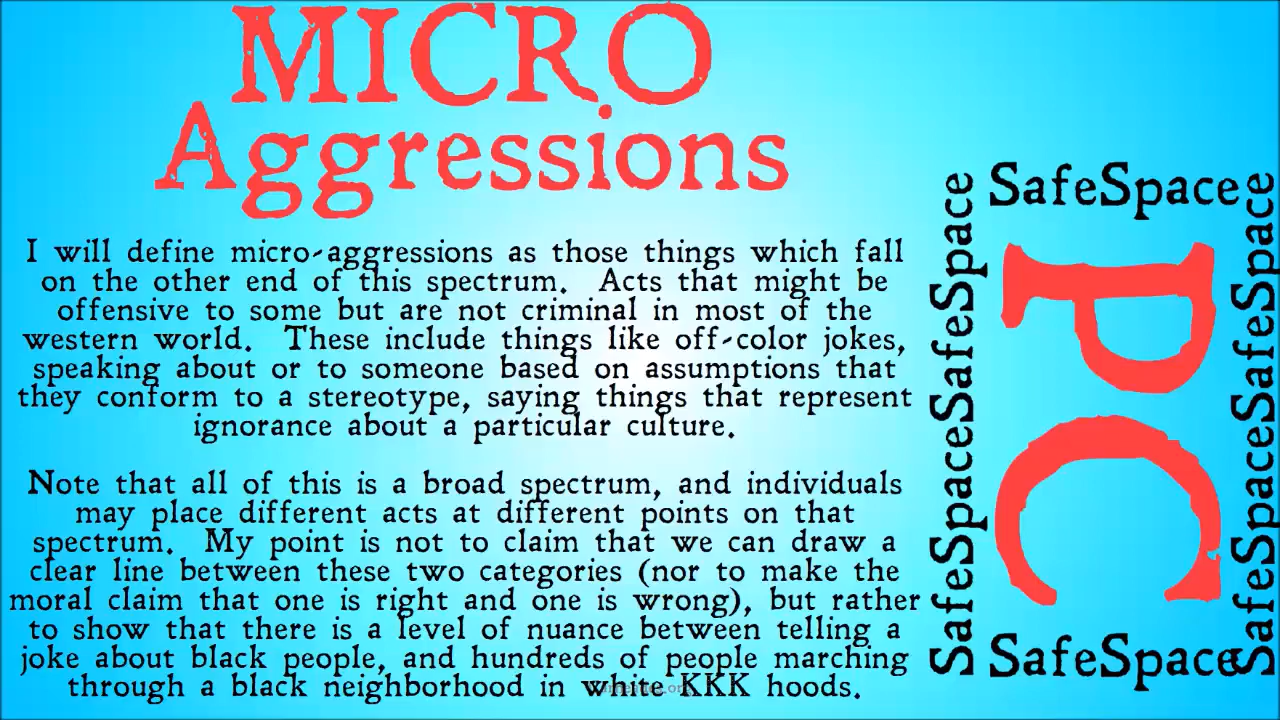 MICRO
Aggressions
I will define micro-aggressions as those things which fall
on the other end of this spectrum.  Acts that might be
offensive to some but are not criminal in most of the
western world.  These include things like off-color jokes,
speaking about or to someone based on assumptions that
they conform to a stereotype, saying things that represent
ignorance about a particular culture.
Note that all of this is a broad spectrum, and individuals
may place different acts at different points on that
spectrum.  My point is not to claim that we can draw a
clear line between these two categories (nor to make the
moral claim that one is right and one is wrong), but rather
to show that there is a level of nuance between telling a
joke about black people, and hundreds of people marching
through a black neighborhood in white KKK hoods.
SafeSpace
SafeSpaceSafeSpaceSafeSpace
PC
SafeSpaceSafeSpaceSafeSpace
SafeSpace